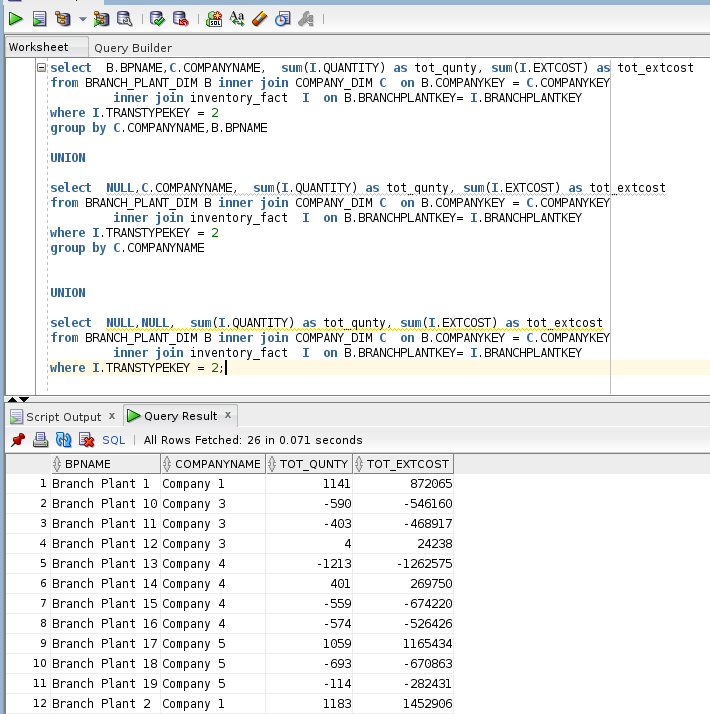 Worksheet Query Builder
select  B.BPNAME,C.COMPANYNAME,  sum(I.QUANTITY) as tot_qunty, sum(I.EXTCOST) as tot_extcost
from BRANCH_PLANT_DIM B inner join COMPANY_DIM C  on B.COMPANYKEY = C.COMPANYKEY
inner join inventory_fact  I  on B.BRANCHPLANTKEY= I.BRANCHPLANTKEY
where I.TRANSTYPEKEY = 2
group by C.COMPANYNAME,B.BPNAME
UNION
select  NULL,C.COMPANYNAME,  sum(I.QUANTITY) as tot_qunty, sum(I.EXTCOST) as tot_extcost
from BRANCH_PLANT_DIM B inner join COMPANY_DIM C  on B.COMPANYKEY = C.COMPANYKEY
inner join inventory_fact  I  on B.BRANCHPLANTKEY= I.BRANCHPLANTKEY
where I.TRANSTYPEKEY = 2
group by C.COMPANYNAME
UNION
select  NULL,NULL,  sum(I.QUANTITY) as tot_qunty, sum(I.EXTCOST) as tot_extcost
from BRANCH_PLANT_DIM B inner join COMPANY_DIM C  on B.COMPANYKEY = C.COMPANYKEY
inner join inventory_fact  I  on B.BRANCHPLANTKEY= I.BRANCHPLANTKEY
where I.TRANSTYPEKEY = 2;
Script Output x Query Result x
SQL | All Rows Fetched: 26 in 0.071 seconds
BPNAME COMPANYNAME TOT_QUNTY TOT_EXTCOST
1 Branch Plant 1 Company 1 1141 872065
2 Branch Plant 10 Company 3 -590 -546160
3 Branch Plant 11 Company 3 -403 -468917
4 Branch Plant 12 Company 3 4 24238
5 Branch Plant 13 Company 4 -1213 -1262575
6 Branch Plant 14 Company 4 401 269750
7 Branch Plant 15 Company 4 -559 -674220
8 Branch Plant 16 Company 4 -574 -526426
9 Branch Plant 17 Company 5 1059 1165434
10 Branch Plant 18 Company 5 -693 -670863
11 Branch Plant 19 Company 5 -114 -282431
12 Branch Plant 2 Company 1 1183 1452906